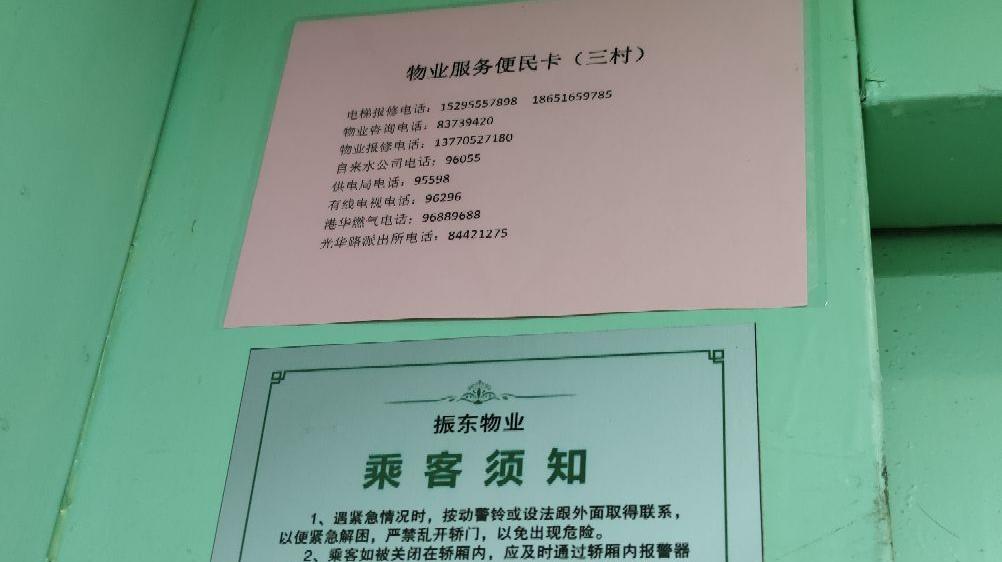 物业服务便民卡（三村）
电梯报修电话：15295557898 18651659785
物业咨询电话：83739420
物业报修电话：13770527180
自来水公司电话：96055
供电局电话：95598
有线电视电话：96296
港华燃气电话：96889688
光华路派出所电话：84421275
振东物业
乘客须知
1、遇紧急情况时，按动警铃或设法跟外面取得联系，
以便紧急解困，严禁乱开轿门，以免出现危险。
2、乘客如被关闭在轿厢内，应及时通过轿厢内报警器